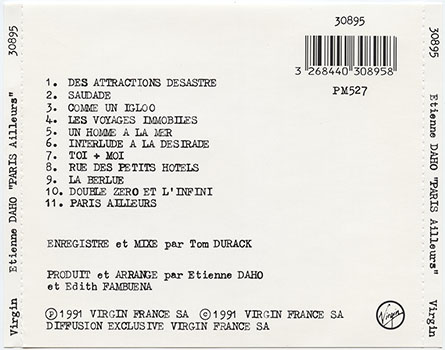 30895
3 268440 308958
PM527
1. DES ATTRACTIONS DESASTRE
2. SAUDADE
3. COMME UN IGLOO
4. LES VOYAGES IMMOBILES
5. UN HOMME A LA MER
6. INTERLUDE A LA DESIRADE
7. TOI + MOI
8. RUE DES PETITS HOTELS
9. LA BERLUE
10. DOUBLE ZERO ET L'INFINI
11. PARIS AILLEURS
ENREGISTRE et MIXE par Tom DURACK
PRODUIT et ARRANGE par Etienne DAHO
et Edith FAMBUENA
℗ 1991 VIRGIN FRANCE SA © 1991 VIRGIN FRANCE SA
DIFFUSION EXCLUSIVE VIRGIN FRANCE SA
Virgin
Virgin Etienne DAHO "PARIS Ailleurs" 30895
30895 Etienne DAHO "PARIS Ailleurs" Virgin